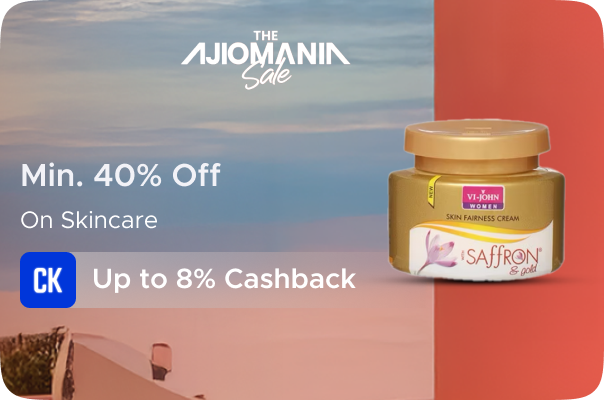 THE
AJIOMANIA
Sale
Min. 40% Off
On Skincare
CK
Up to 8% Cashback
NEW
VI-JOHN
WOMEN
SKIN FAIRNESS CREAM
SAFFRON
& gold